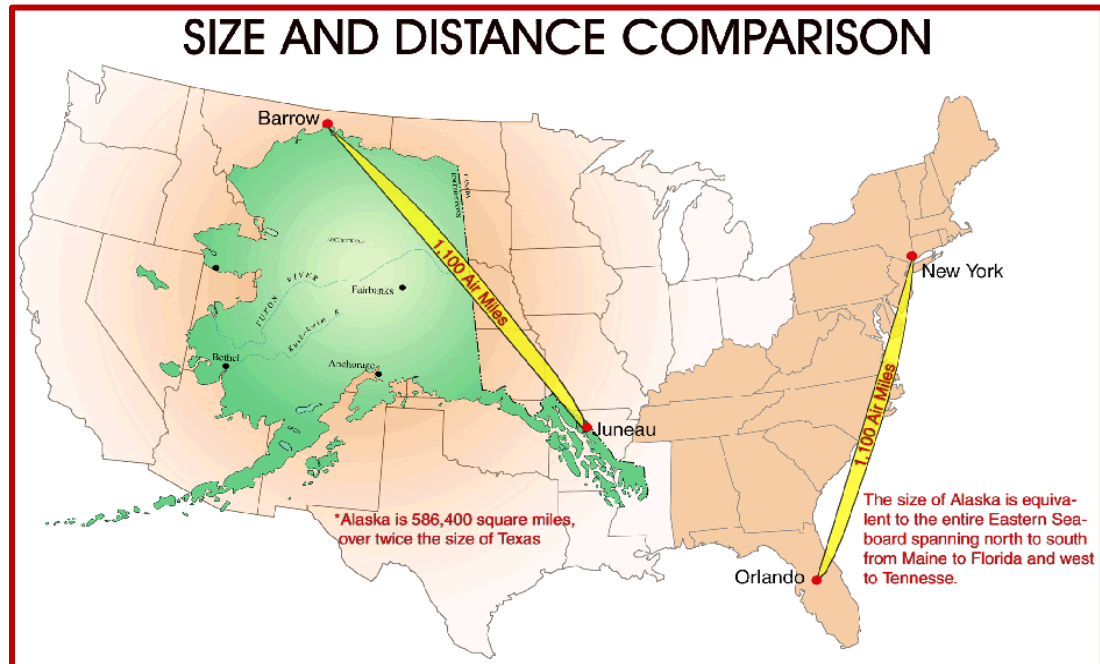 SIZE AND DISTANCE COMPARISON
Barrow
1,100 Air Miles
YUKON RIVER
Fairbanks
Kuskokwim R
Bethel
Anchorage
Juneau
New York
1,100 Air Miles
Orlando
*Alaska is 586,400 square miles,
over twice the size of Texas
The size of Alaska is equiva-
lent to the entire Eastern Sea-
board spanning north to south
from Maine to Florida and west
to Tennesse.